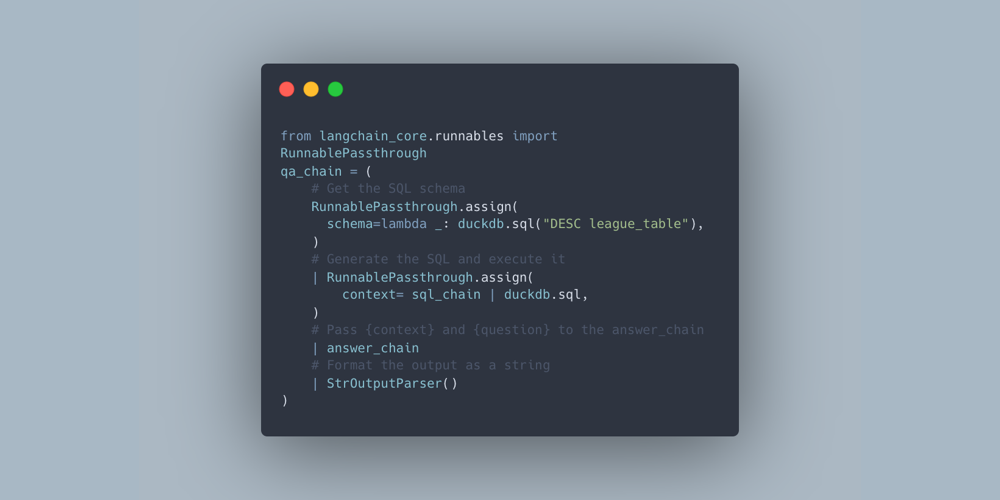 from langchain_core.runnables import
RunnablePassthrough
qa_chain = (
    # Get the SQL schema
    RunnablePassthrough.assign(
      schema=lambda _: duckdb.sql("DESC league_table"),
    )
    # Generate the SQL and execute it
    | RunnablePassthrough.assign(
        context= sql_chain | duckdb.sql,
    )
    # Pass {context} and {question} to the answer_chain
    | answer_chain
    # Format the output as a string
    | StrOutputParser()
)